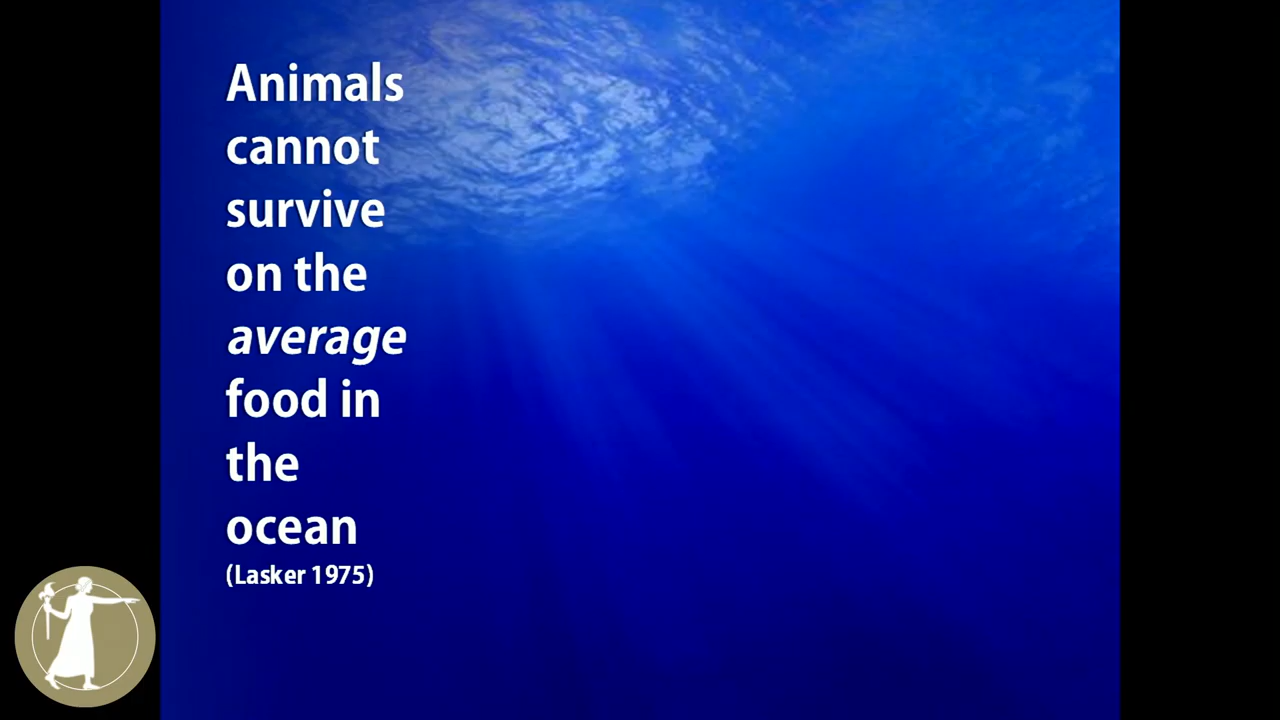 Animals
cannot
survive
on the
average
food in
the
ocean
(Lasker 1975)